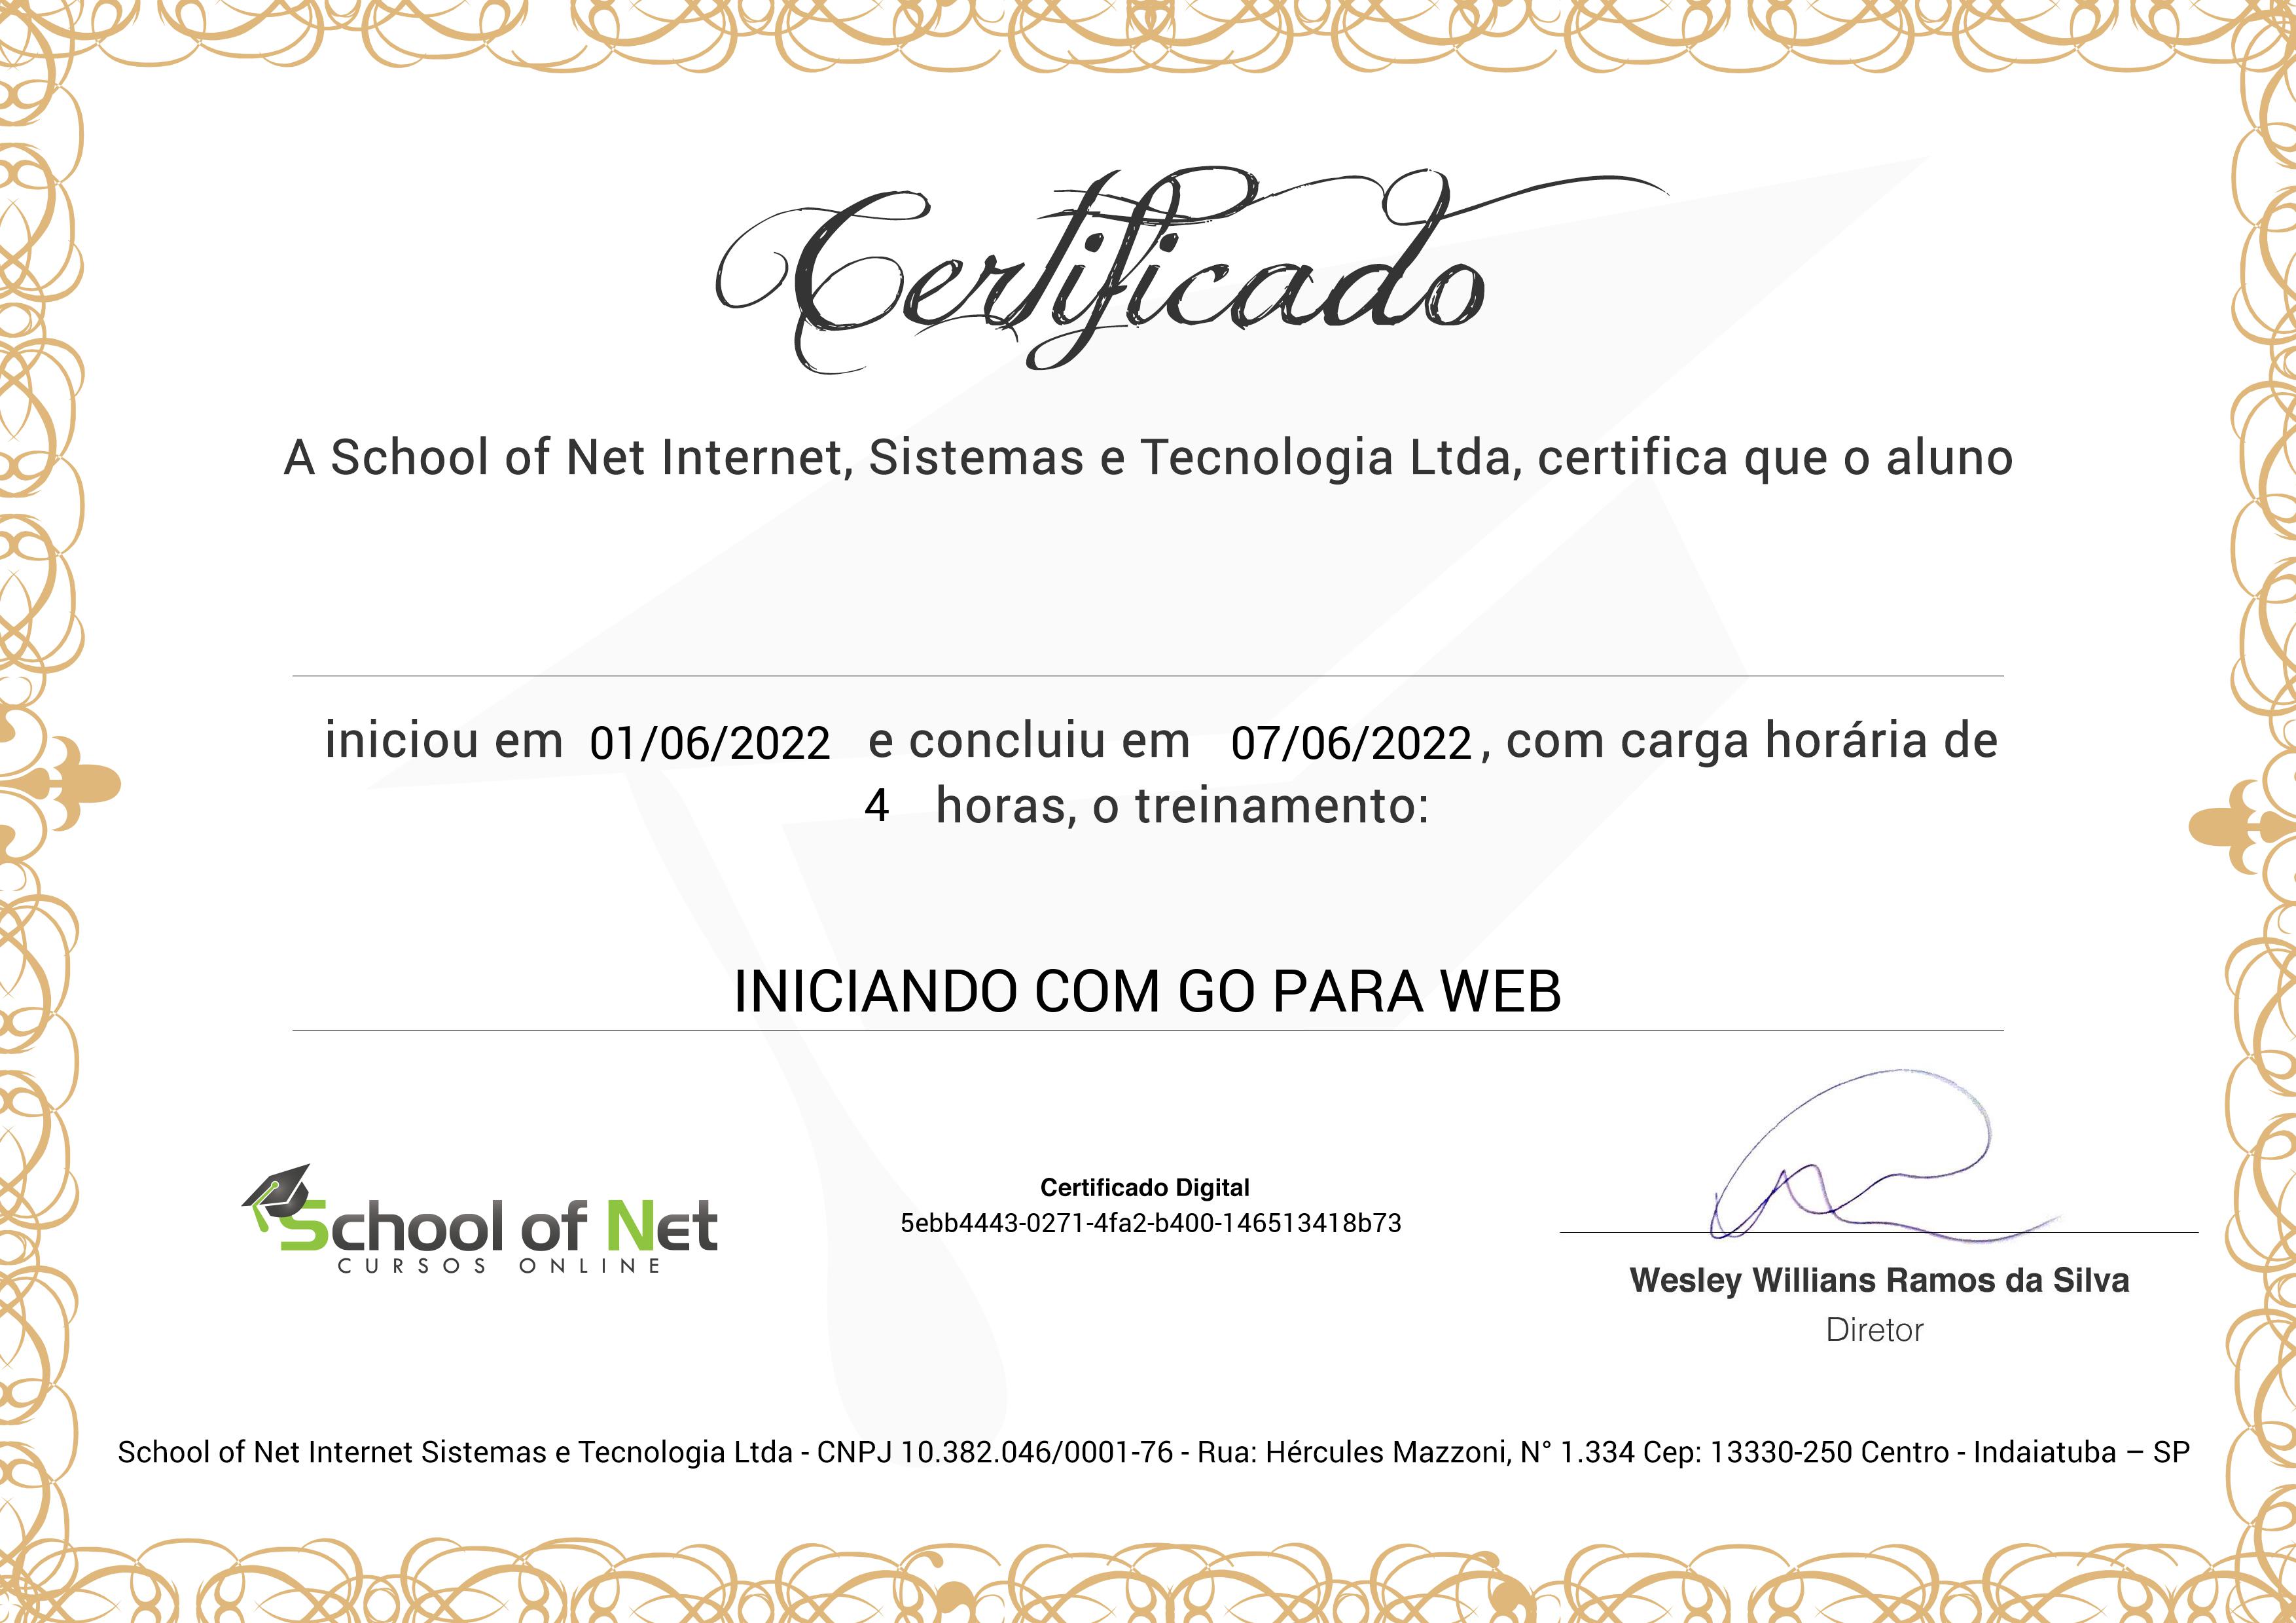 Certificado
A School of Net Internet, Sistemas e Tecnologia Ltda, certifica que o aluno
iniciou em 01/06/2022 e concluiu em 07/06/2022, com carga horária de
4 horas, o treinamento:
INICIANDO COM GO PARA WEB
School of Net
CURSOS ONLINE
Certificado Digital
5ebb4443-0271-4fa2-b400-146513418b73
Wesley Willians Ramos da Silva
Diretor
School of Net Internet Sistemas e Tecnologia Ltda - CNPJ 10.382.046/0001-76 - Rua: Hércules Mazzoni, N° 1.334 Cep: 13330-250 Centro - Indaiatuba – SP